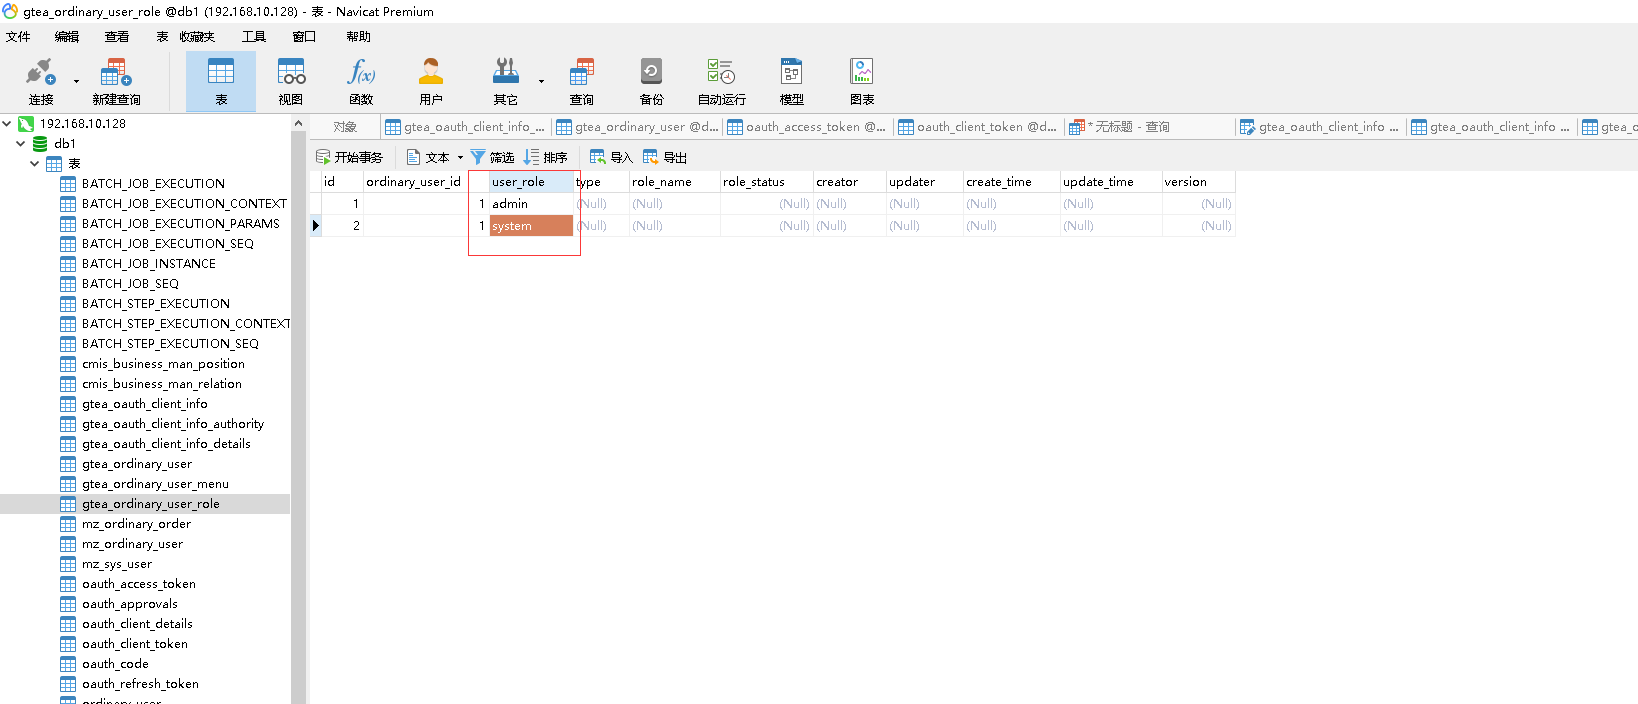 gtea_ordinary_user_role @db1 (192.168.10.128) - 表 - Navicat Premium
文件 编辑 查看 表 收藏夹 工具 窗口 帮助
连接 新建查询 表 视图 函数 用户 其它 查询 备份 自动运行 模型 图表
f(x)
192.168.10.128
db1
表
BATCH_JOB_EXECUTION
BATCH_JOB_EXECUTION_CONTEXT
BATCH_JOB_EXECUTION_PARAMS
BATCH_JOB_EXECUTION_SEQ
BATCH_JOB_INSTANCE
BATCH_JOB_SEQ
BATCH_STEP_EXECUTION
BATCH_STEP_EXECUTION_CONTEXT
BATCH_STEP_EXECUTION_SEQ
cmis_business_man_position
cmis_business_man_relation
gtea_oauth_client_info
gtea_oauth_client_info_authority
gtea_oauth_client_info_details
gtea_ordinary_user
gtea_ordinary_user_menu
gtea_ordinary_user_role
mz_ordinary_order
mz_ordinary_user
mz_sys_user
oauth_access_token
oauth_approvals
oauth_client_details
oauth_client_token
oauth_code
oauth_refresh_token
ordinary_user
对象 gtea_oauth_client_info_... gtea_ordinary_user @d... oauth_access_token @... oauth_client_token @d... * 无标题 - 查询 gtea_oauth_client_info ... gtea_oauth_client_info ... gtea_o
开始事务 文本 筛选 排序 导入 导出
id ordinary_user_id user_role type role_name role_status creator updater create_time update_time version
1 1 admin (Null) (Null) (Null) (Null) (Null) (Null) (Null) (Null)
2 1 system (Null) (Null) (Null) (Null) (Null) (Null) (Null) (Null)